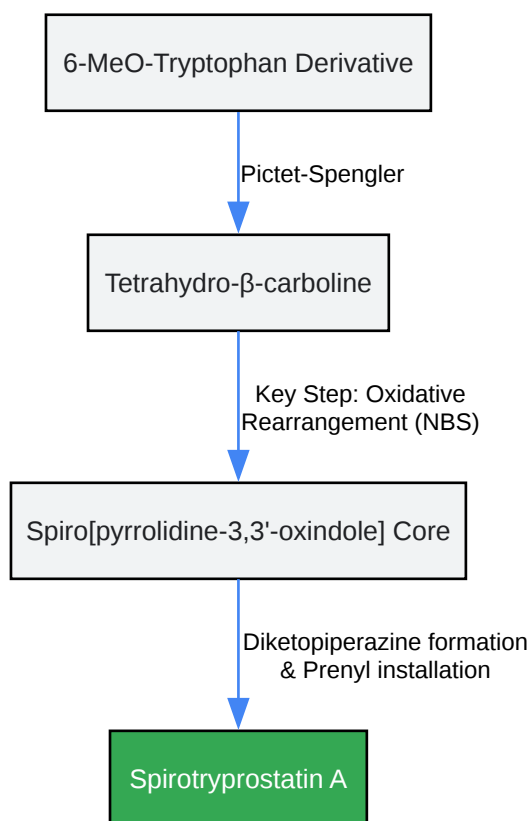 6-MeO-Tryptophan Derivative
Pictet-Spengler
Tetrahydro-β-carboline
Key Step: Oxidative
Rearrangement (NBS)
Spiro[pyrrolidine-3,3'-oxindole] Core
Diketopiperazine formation
& Prenyl installation
Spirotryprostatin A